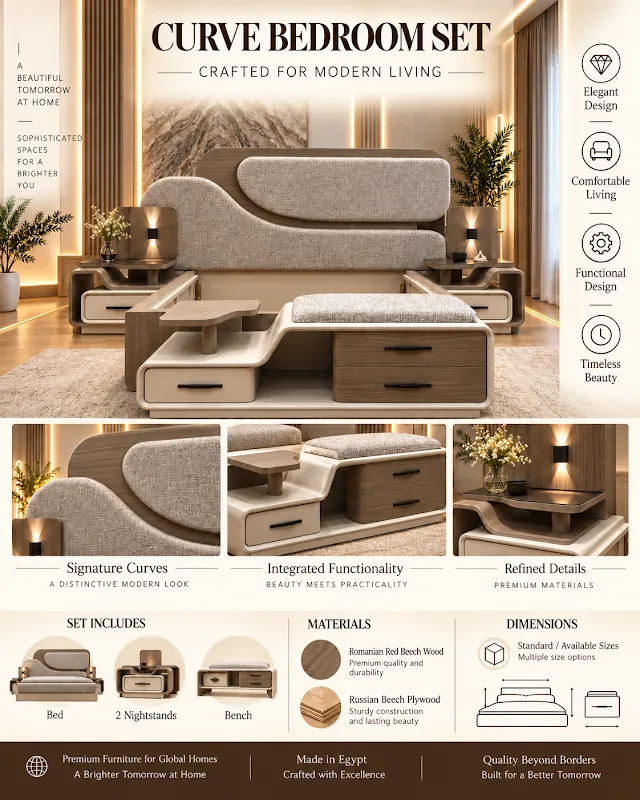 CURVE BEDROOM SET
CRAFTED FOR MODERN LIVING
A
BEAUTIFUL
TOMORROW
AT HOME
SOPHISTICATED
SPACES
FOR A
BRIGHTER
YOU
Elegant
Design
Comfortable
Living
Functional
Design
Timeless
Beauty
Signature Curves
A DISTINCTIVE MODERN LOOK
Integrated Functionality
BEAUTY MEETS PRACTICALITY
Refined Details
PREMIUM MATERIALS
SET INCLUDES
Bed
2 Nightstands
Bench
MATERIALS
Romanian Red Beech Wood
Premium quality and
durability
Russian Beech Plywood
Sturdy construction
and lasting beauty
DIMENSIONS
Standard / Available Sizes
Multiple size options
Premium Furniture for Global Homes
A Brighter Tomorrow at Home
Made in Egypt
Crafted with Excellence
Quality Beyond Borders
Built for a Better Tomorrow